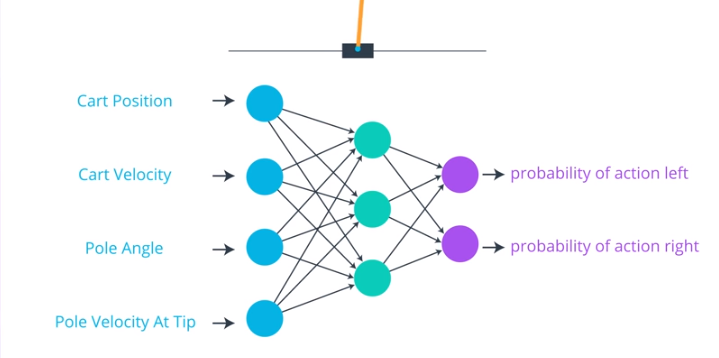 Cart Position
Cart Velocity
Pole Angle
Pole Velocity At Tip
probability of action left
probability of action right